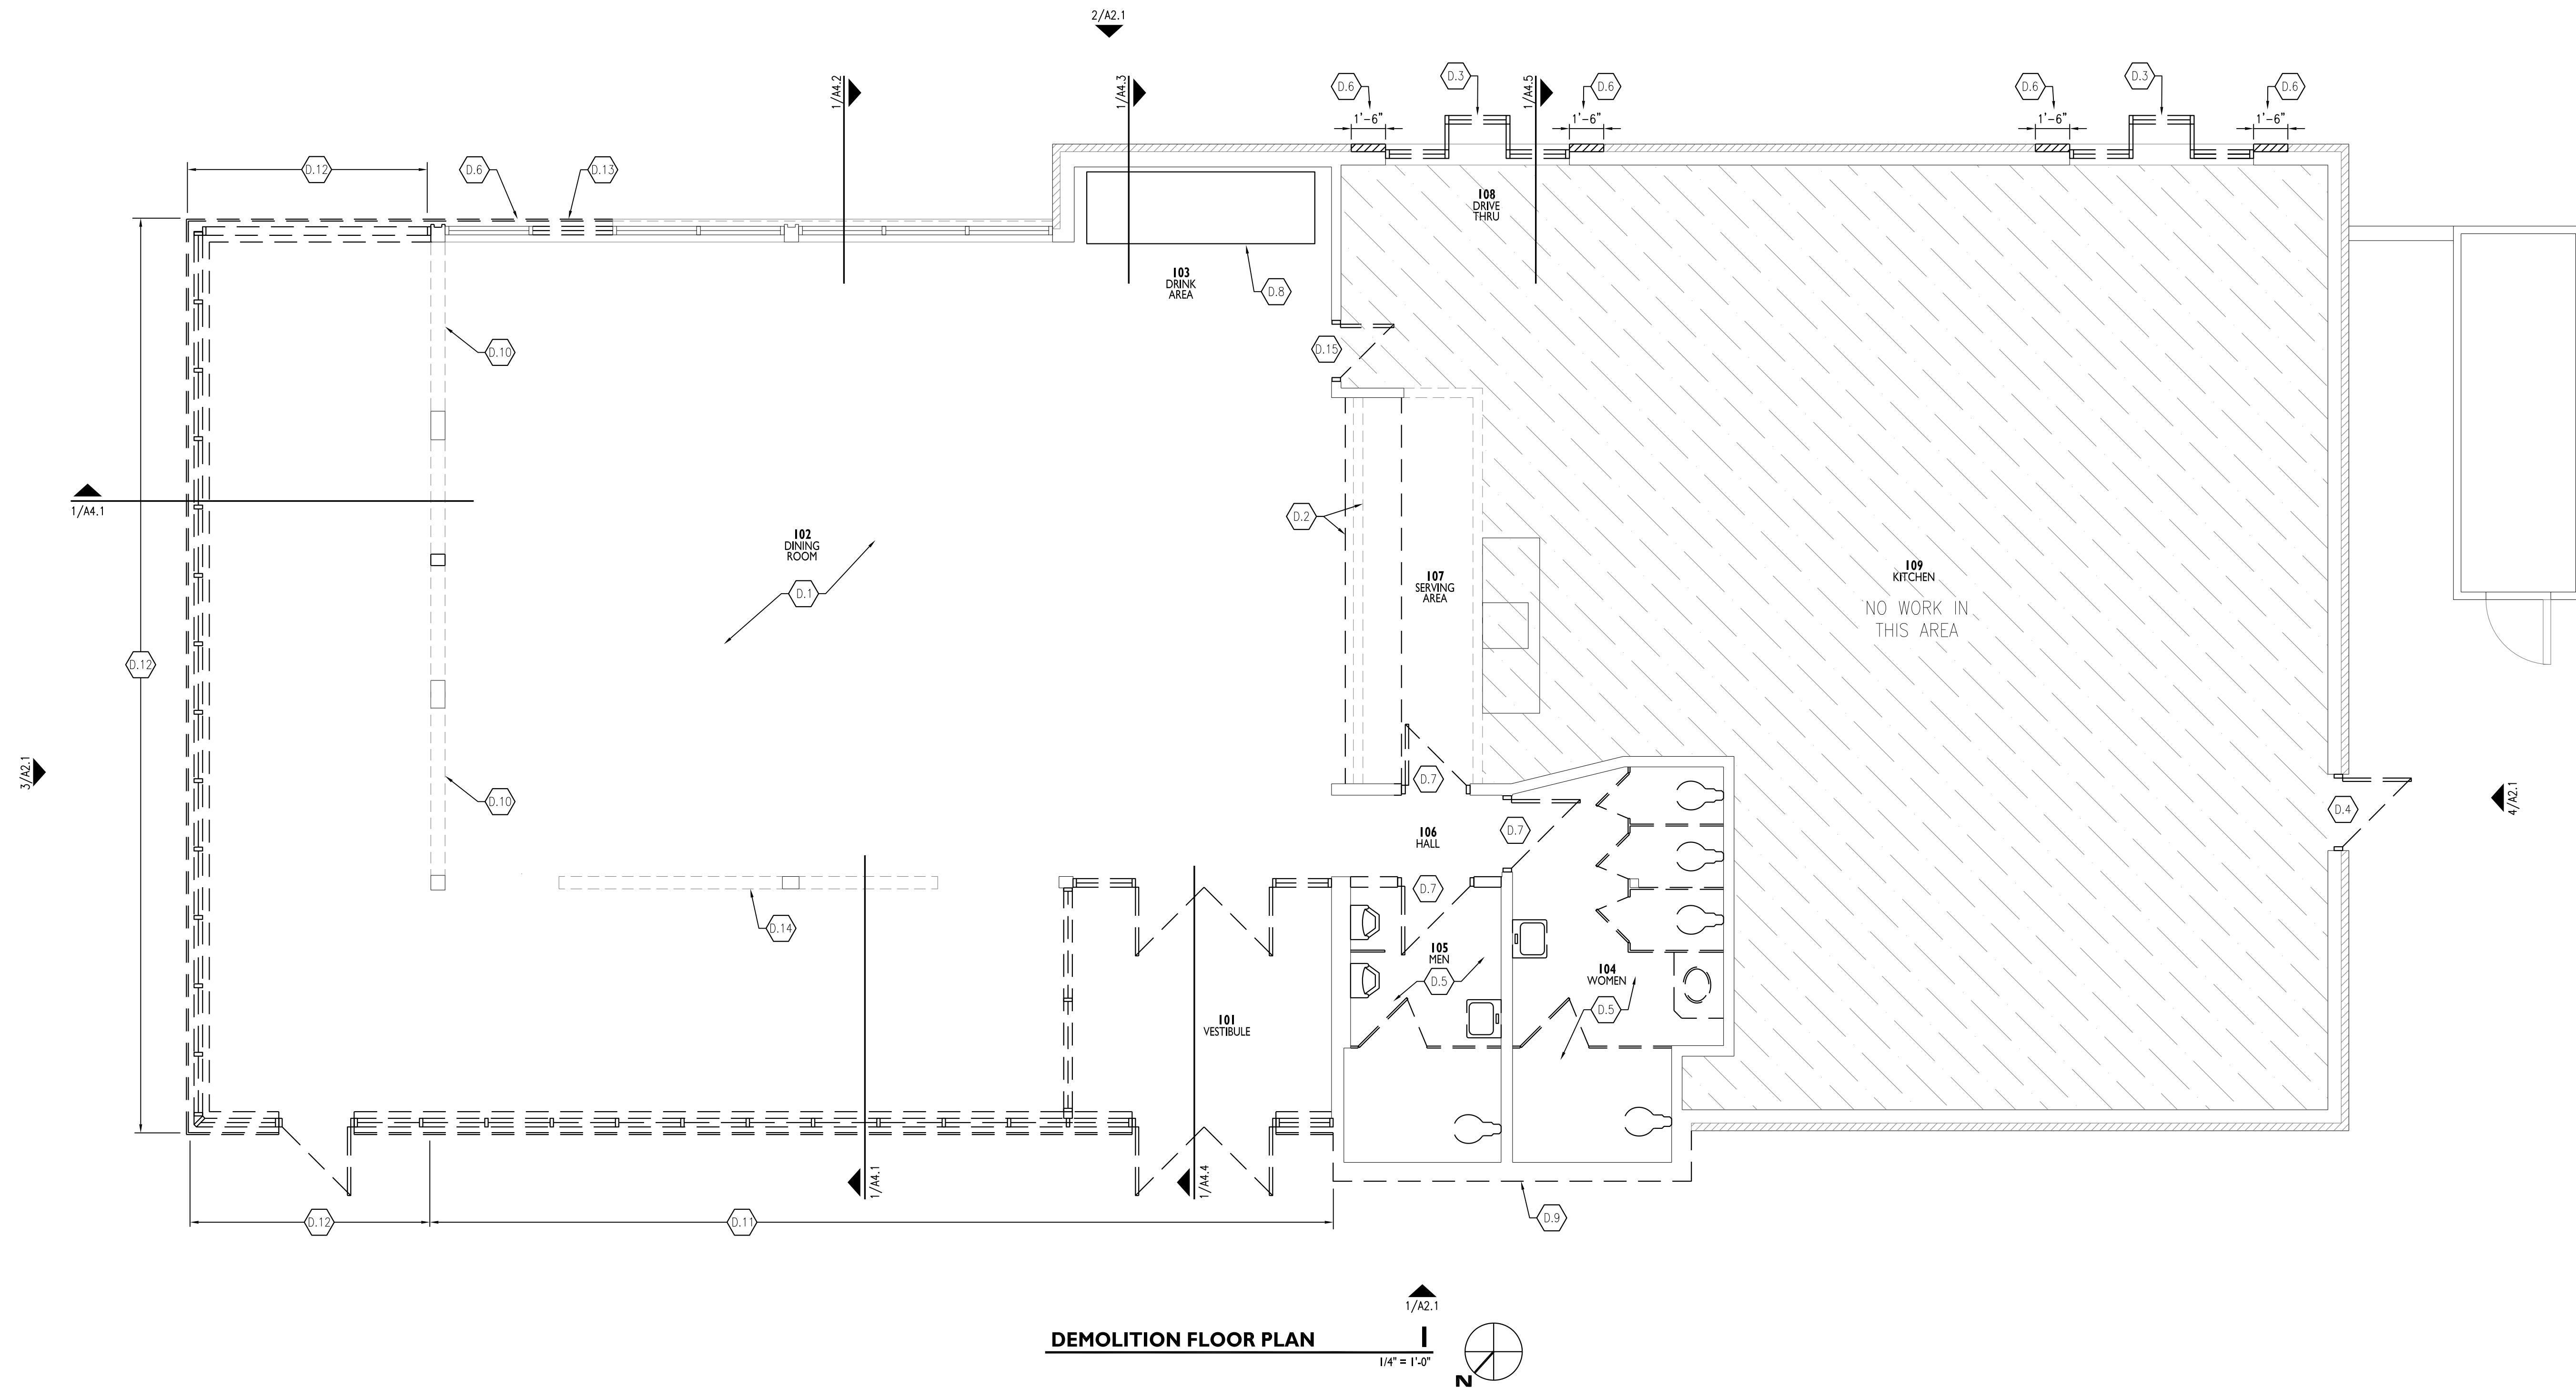 2/A2.1
1/A4.2
1/A4.3
1/A4.5
D.6
D.3
D.6
D.6
D.3
D.6
1'-6"
1'-6"
1'-6"
1'-6"
D.12
D.6
D.13
108
DRIVE
THRU
103
DRINK
AREA
D.8
D.10
D.15
1/A4.1
D.2
102
DINING
ROOM
D.1
107
SERVING
AREA
109
KITCHEN
NO WORK IN
THIS AREA
D.12
3/A2.1
D.10
D.7
4/A2.1
D.4
106
HALL
D.7
D.7
D.14
105
MEN
D.5
104
WOMEN
D.5
101
VESTIBULE
1/A4.1
1/A4.4
D.12
D.11
D.9
1/A2.1
DEMOLITION FLOOR PLAN
1
1/4" = 1'-0"
N